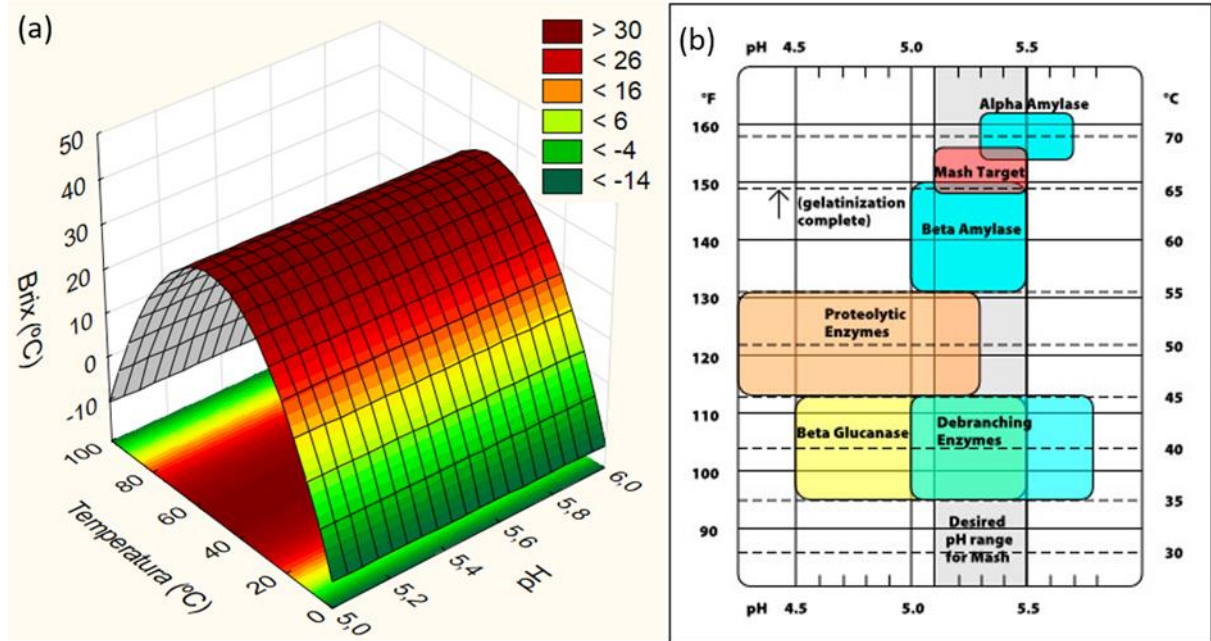 (a)
> 30
< 26
< 16
< 6
< -4
< -14
50
40
30
20
10
0
-10
Brix (ºC)
100
80
60
40
20
0
Temperatura (ºC)
5,0
5,2
5,4
5,6
5,8
6,0
pH
(b)
pH 4.5 5.0 5.5
°F °C
Alpha Amylase
160
70
Mash Target
150
65
(gelatinization
complete)
Beta Amylase
140
60
130
55
Proteolytic
Enzymes
50
120
45
110
Beta Glucanase
Debranching
Enzymes
40
100
35
Desired
pH range
for Mash
90
30
pH 4.5 5.0 5.5